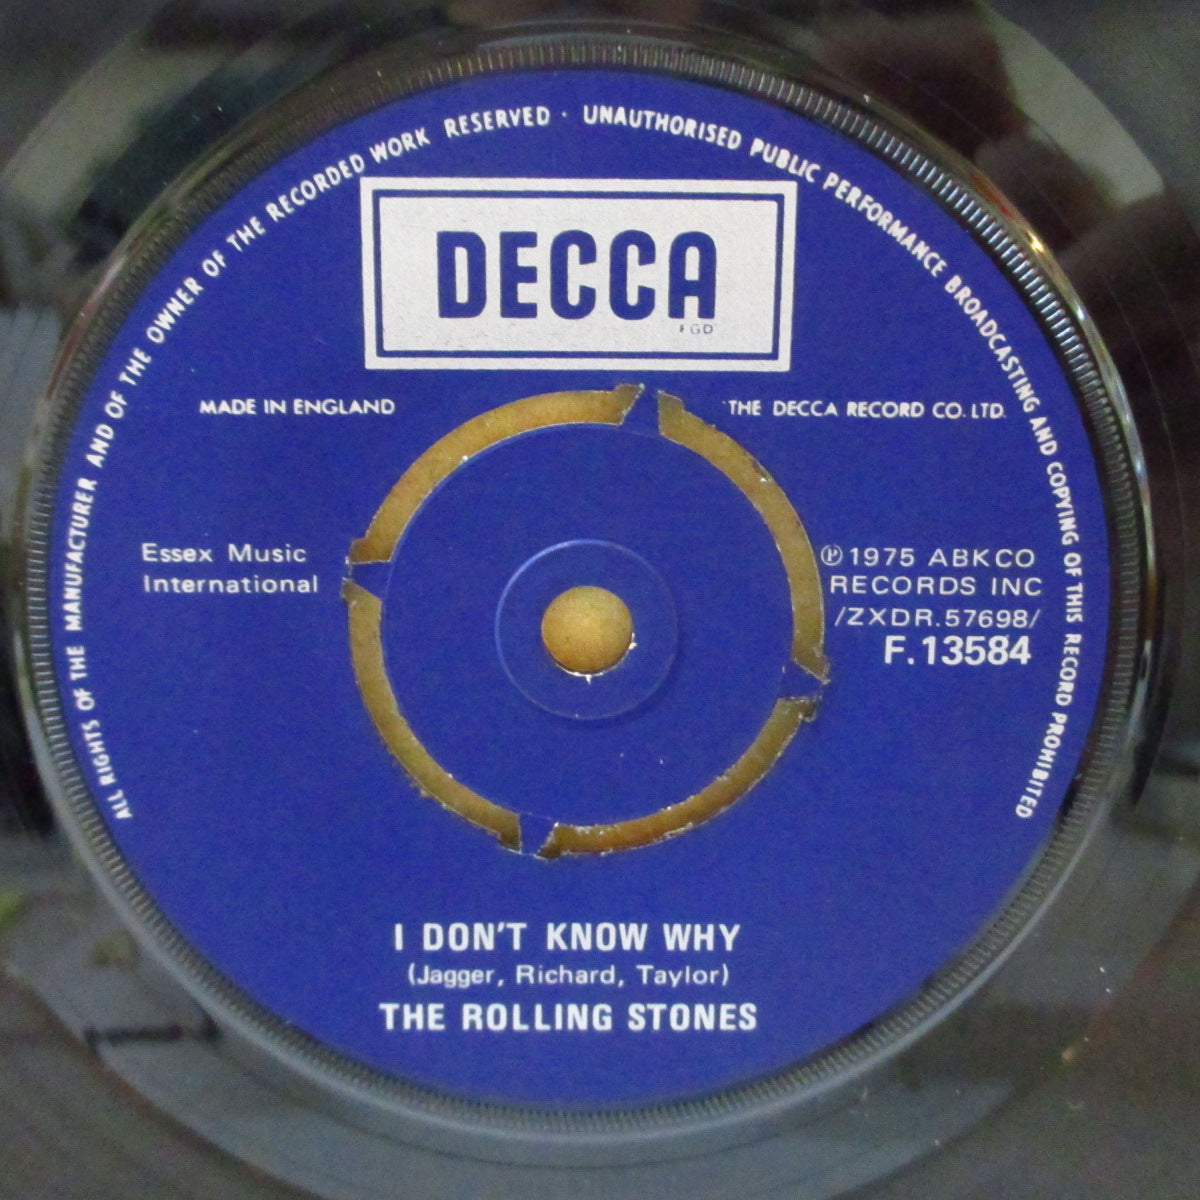 ALL RIGHTS OF THE MANUFACTURER AND OF THE OWNER OF THE RECORDED WORK RESERVED · UNAUTHORISED PUBLIC PERFORMANCE BROADCASTING AND COPYING OF THIS RECORD PROHIBITED
DECCA
FGD
MADE IN ENGLAND
THE DECCA RECORD CO. LTD.
Essex Music
International
Ⓟ 1975 ABKCO
RECORDS INC
/ZXDR.57698/
F.13584
I DON'T KNOW WHY
(Jagger, Richard, Taylor)
THE ROLLING STONES